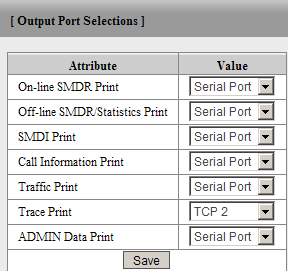 [ Output Port Selections ]
Attribute Value
On-line SMDR Print Serial Port
Off-line SMDR/Statistics Print Serial Port
SMDI Print Serial Port
Call Information Print Serial Port
Traffic Print Serial Port
Trace Print TCP 2
ADMIN Data Print Serial Port
Save